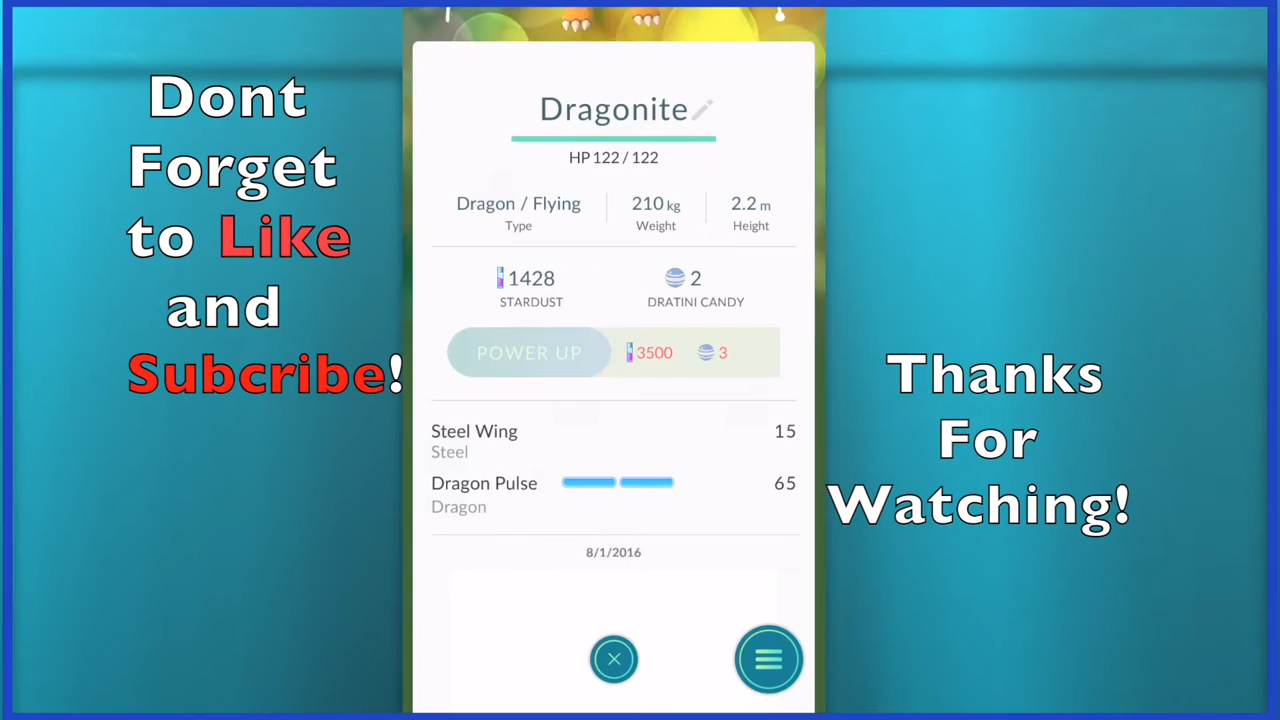 Dont
Forget
to Like
and
Subcribe!
Dragonite
HP 122 / 122
Dragon / Flying
Type
210 kg
Weight
2.2 m
Height
1428
STARDUST
2
DRATINI CANDY
POWER UP
3500
3
Steel Wing
15
Steel
Dragon Pulse
65
Dragon
8/1/2016
Thanks
For
Watching!